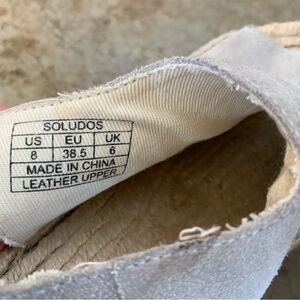 SOLUDOS
US EU UK
8 38.5 6
MADE IN CHINA
LEATHER UPPER